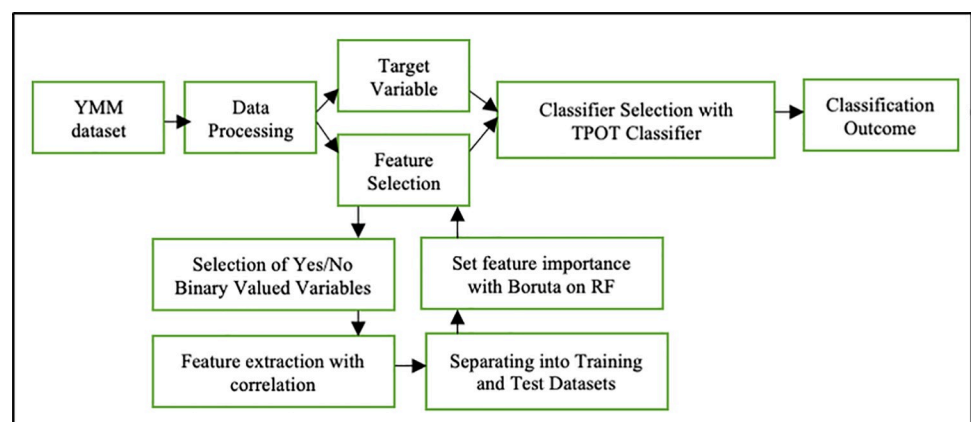 YMM
dataset
Data
Processing
Target
Variable
Feature
Selection
Classifier Selection with
TPOT Classifier
Classification
Outcome
Selection of Yes/No
Binary Valued Variables
Set feature importance
with Boruta on RF
Feature extraction with
correlation
Separating into Training
and Test Datasets